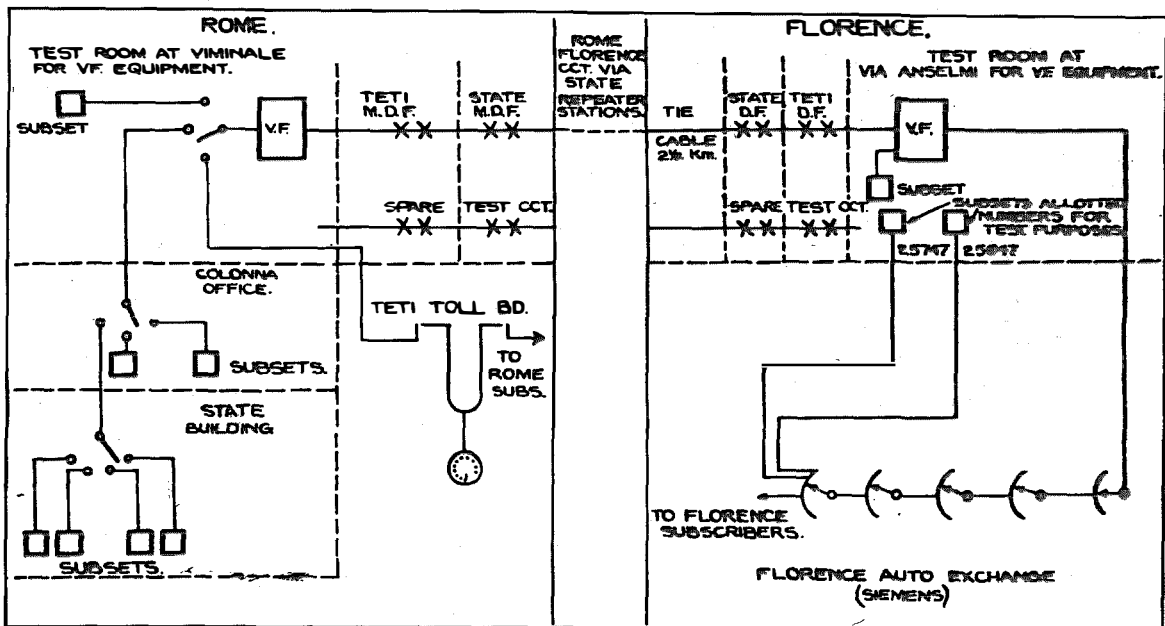 ROME.
TEST ROOM AT VIMINALE
FOR V.F. EQUIPMENT.
SUBSET
V.F.
TETI
M.D.F.
STATE
M.D.F.
SPARE
TEST CCT.
COLONNA
OFFICE.
SUBSETS.
STATE
BUILDING
SUBSETS.
TETI TOLL BD.
TO
ROME
SUBS.
ROME
FLORENCE
CCT. VIA
STATE
REPEATER
STATIONS.
FLORENCE.
TEST ROOM AT
VIA ANSELMI FOR V.F. EQUIPMENT.
TIE
CABLE
2½ Km.
STATE
D.F.
TETI
D.F.
V.F.
SUBSET
SPARE TEST CCT.
SUBSETS ALLOTTED
NUMBERS FOR
TEST PURPOSES
25747
TO FLORENCE
SUBSCRIBERS.
FLORENCE AUTO EXCHANGE
(SIEMENS)